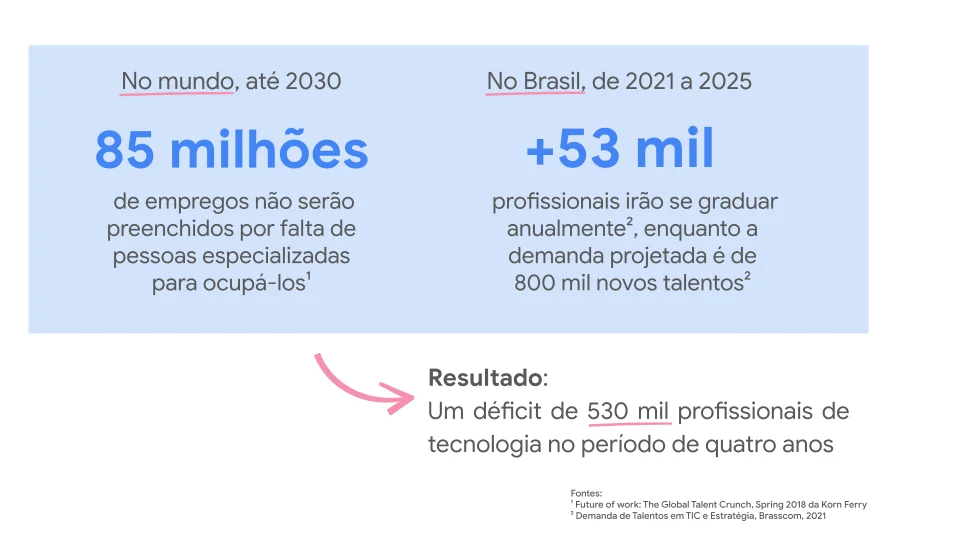 No mundo, até 2030
85 milhões
de empregos não serão
preenchidos por falta de
pessoas especializadas
para ocupá-los¹
No Brasil, de 2021 a 2025
+53 mil
profissionais irão se graduar
anualmente², enquanto a
demanda projetada é de
800 mil novos talentos²
Resultado:
Um déficit de 530 mil profissionais de
tecnologia no período de quatro anos
Fontes:
¹ Future of work: The Global Talent Crunch, Spring 2018 da Korn Ferry
² Demanda de Talentos em TIC e Estratégia, Brasscom, 2021